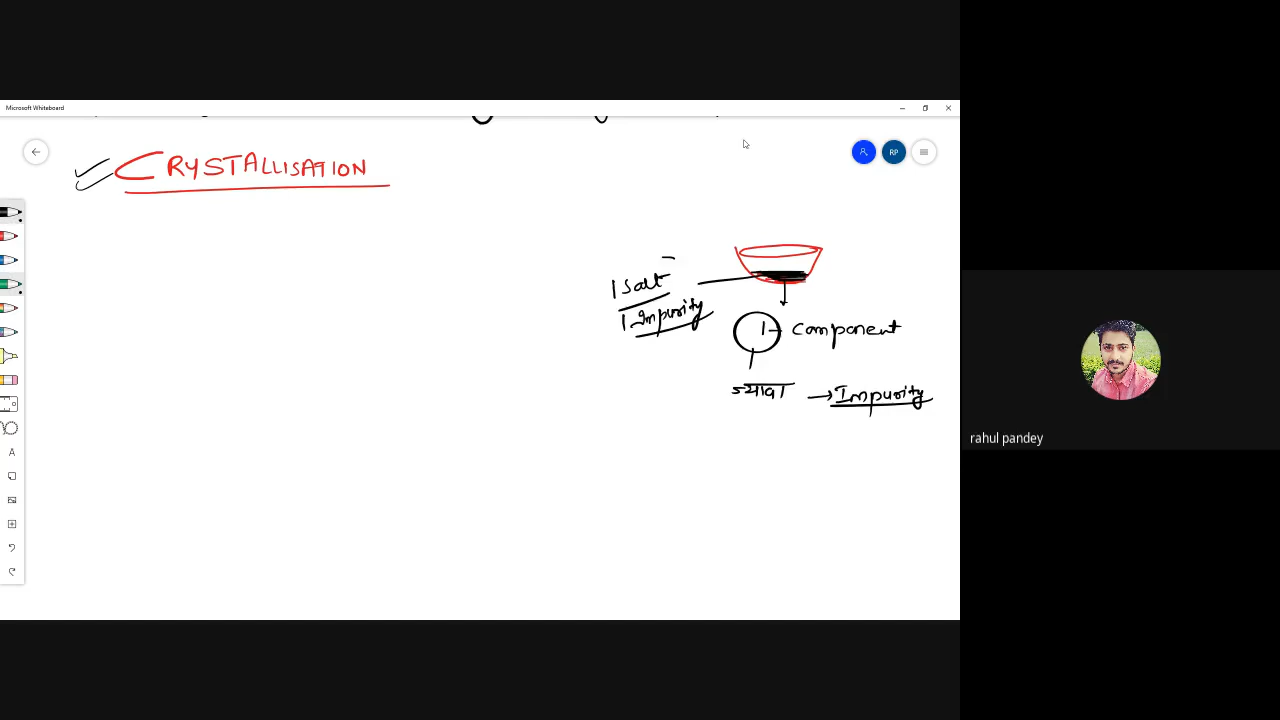 Microsoft Whiteboard
CRYSTALLISATION
RP
1 Salt
1 Impurity
1 Component
ज्यादा → Impurity
A
rahul pandey